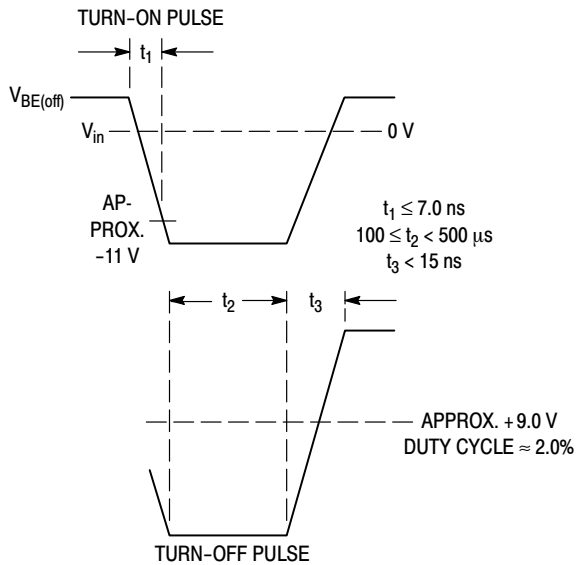 TURN–ON PULSE
t1
VBE(off)
Vin
0 V
AP-
PROX.
–11 V
t1 ≤ 7.0 ns
100 ≤ t2 < 500 μs
t3 < 15 ns
t2
t3
APPROX. +9.0 V
DUTY CYCLE ≈ 2.0%
TURN–OFF PULSE